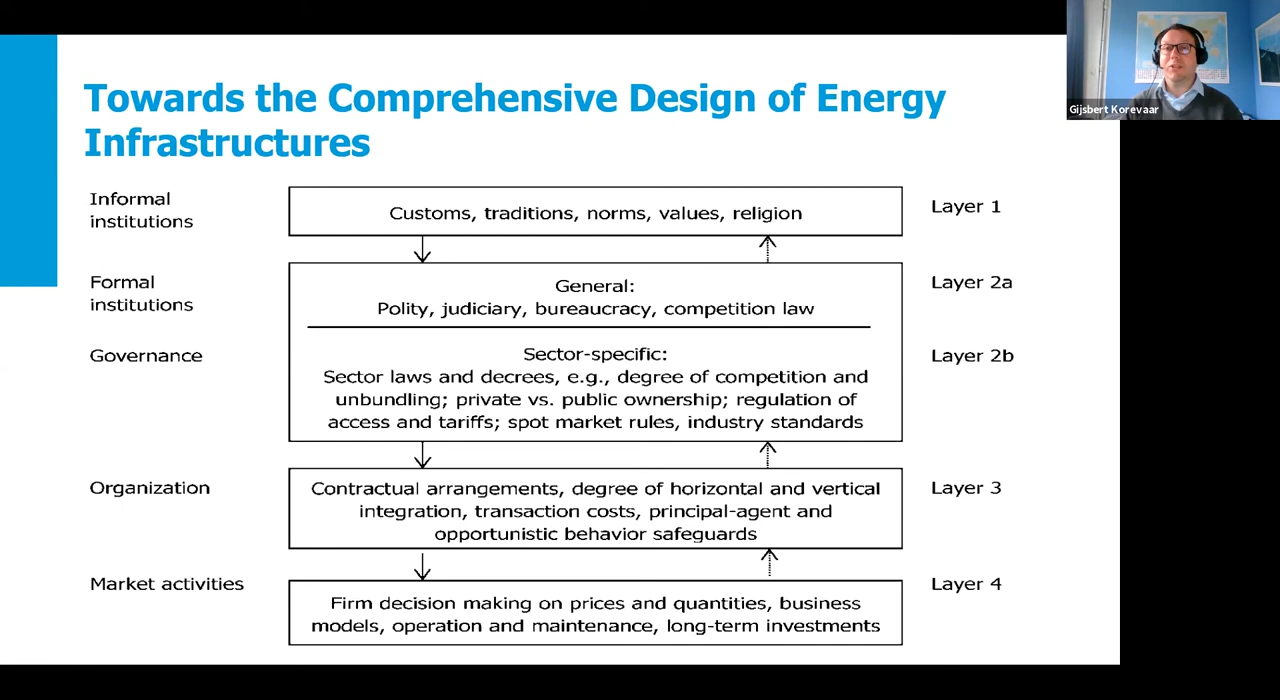 Gijsbert Korevaar
Towards the Comprehensive Design of Energy
Infrastructures
Informal
institutions
Customs, traditions, norms, values, religion
Layer 1
Formal
institutions
General:
Polity, judiciary, bureaucracy, competition law
Layer 2a
Governance
Sector-specific:
Sector laws and decrees, e.g., degree of competition and
unbundling; private vs. public ownership; regulation of
access and tariffs; spot market rules, industry standards
Layer 2b
Organization
Contractual arrangements, degree of horizontal and vertical
integration, transaction costs, principal-agent and
opportunistic behavior safeguards
Layer 3
Market activities
Firm decision making on prices and quantities, business
models, operation and maintenance, long-term investments
Layer 4